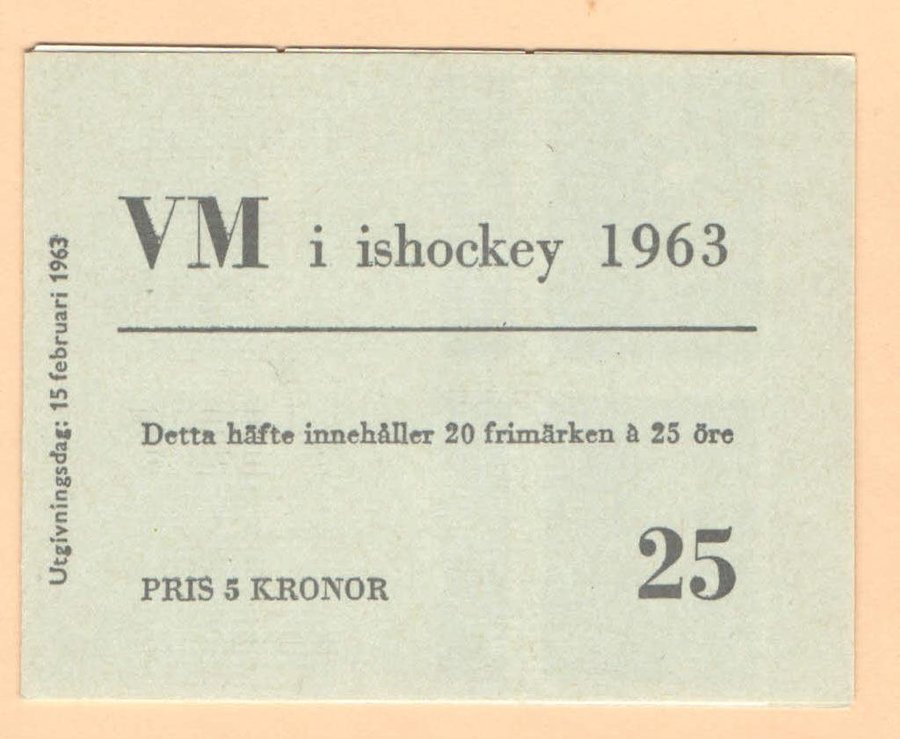 VM i ishockey 1963
Detta häfte innehåller 20 frimärken à 25 öre
PRIS 5 KRONOR
25
Utgivningsdag: 15 februari 1963